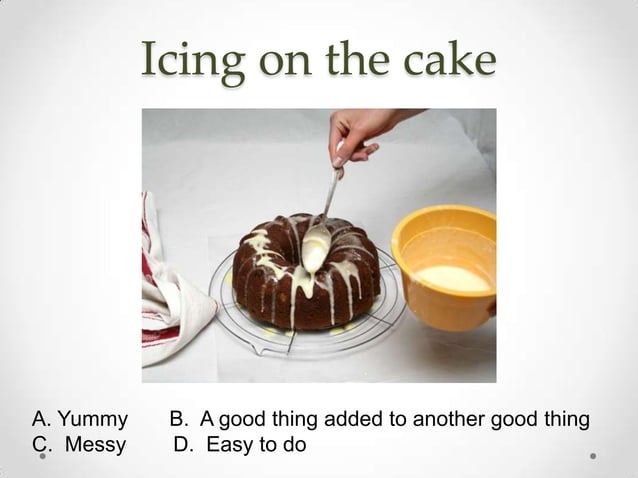 Icing on the cake
A. Yummy B. A good thing added to another good thing
C. Messy D. Easy to do